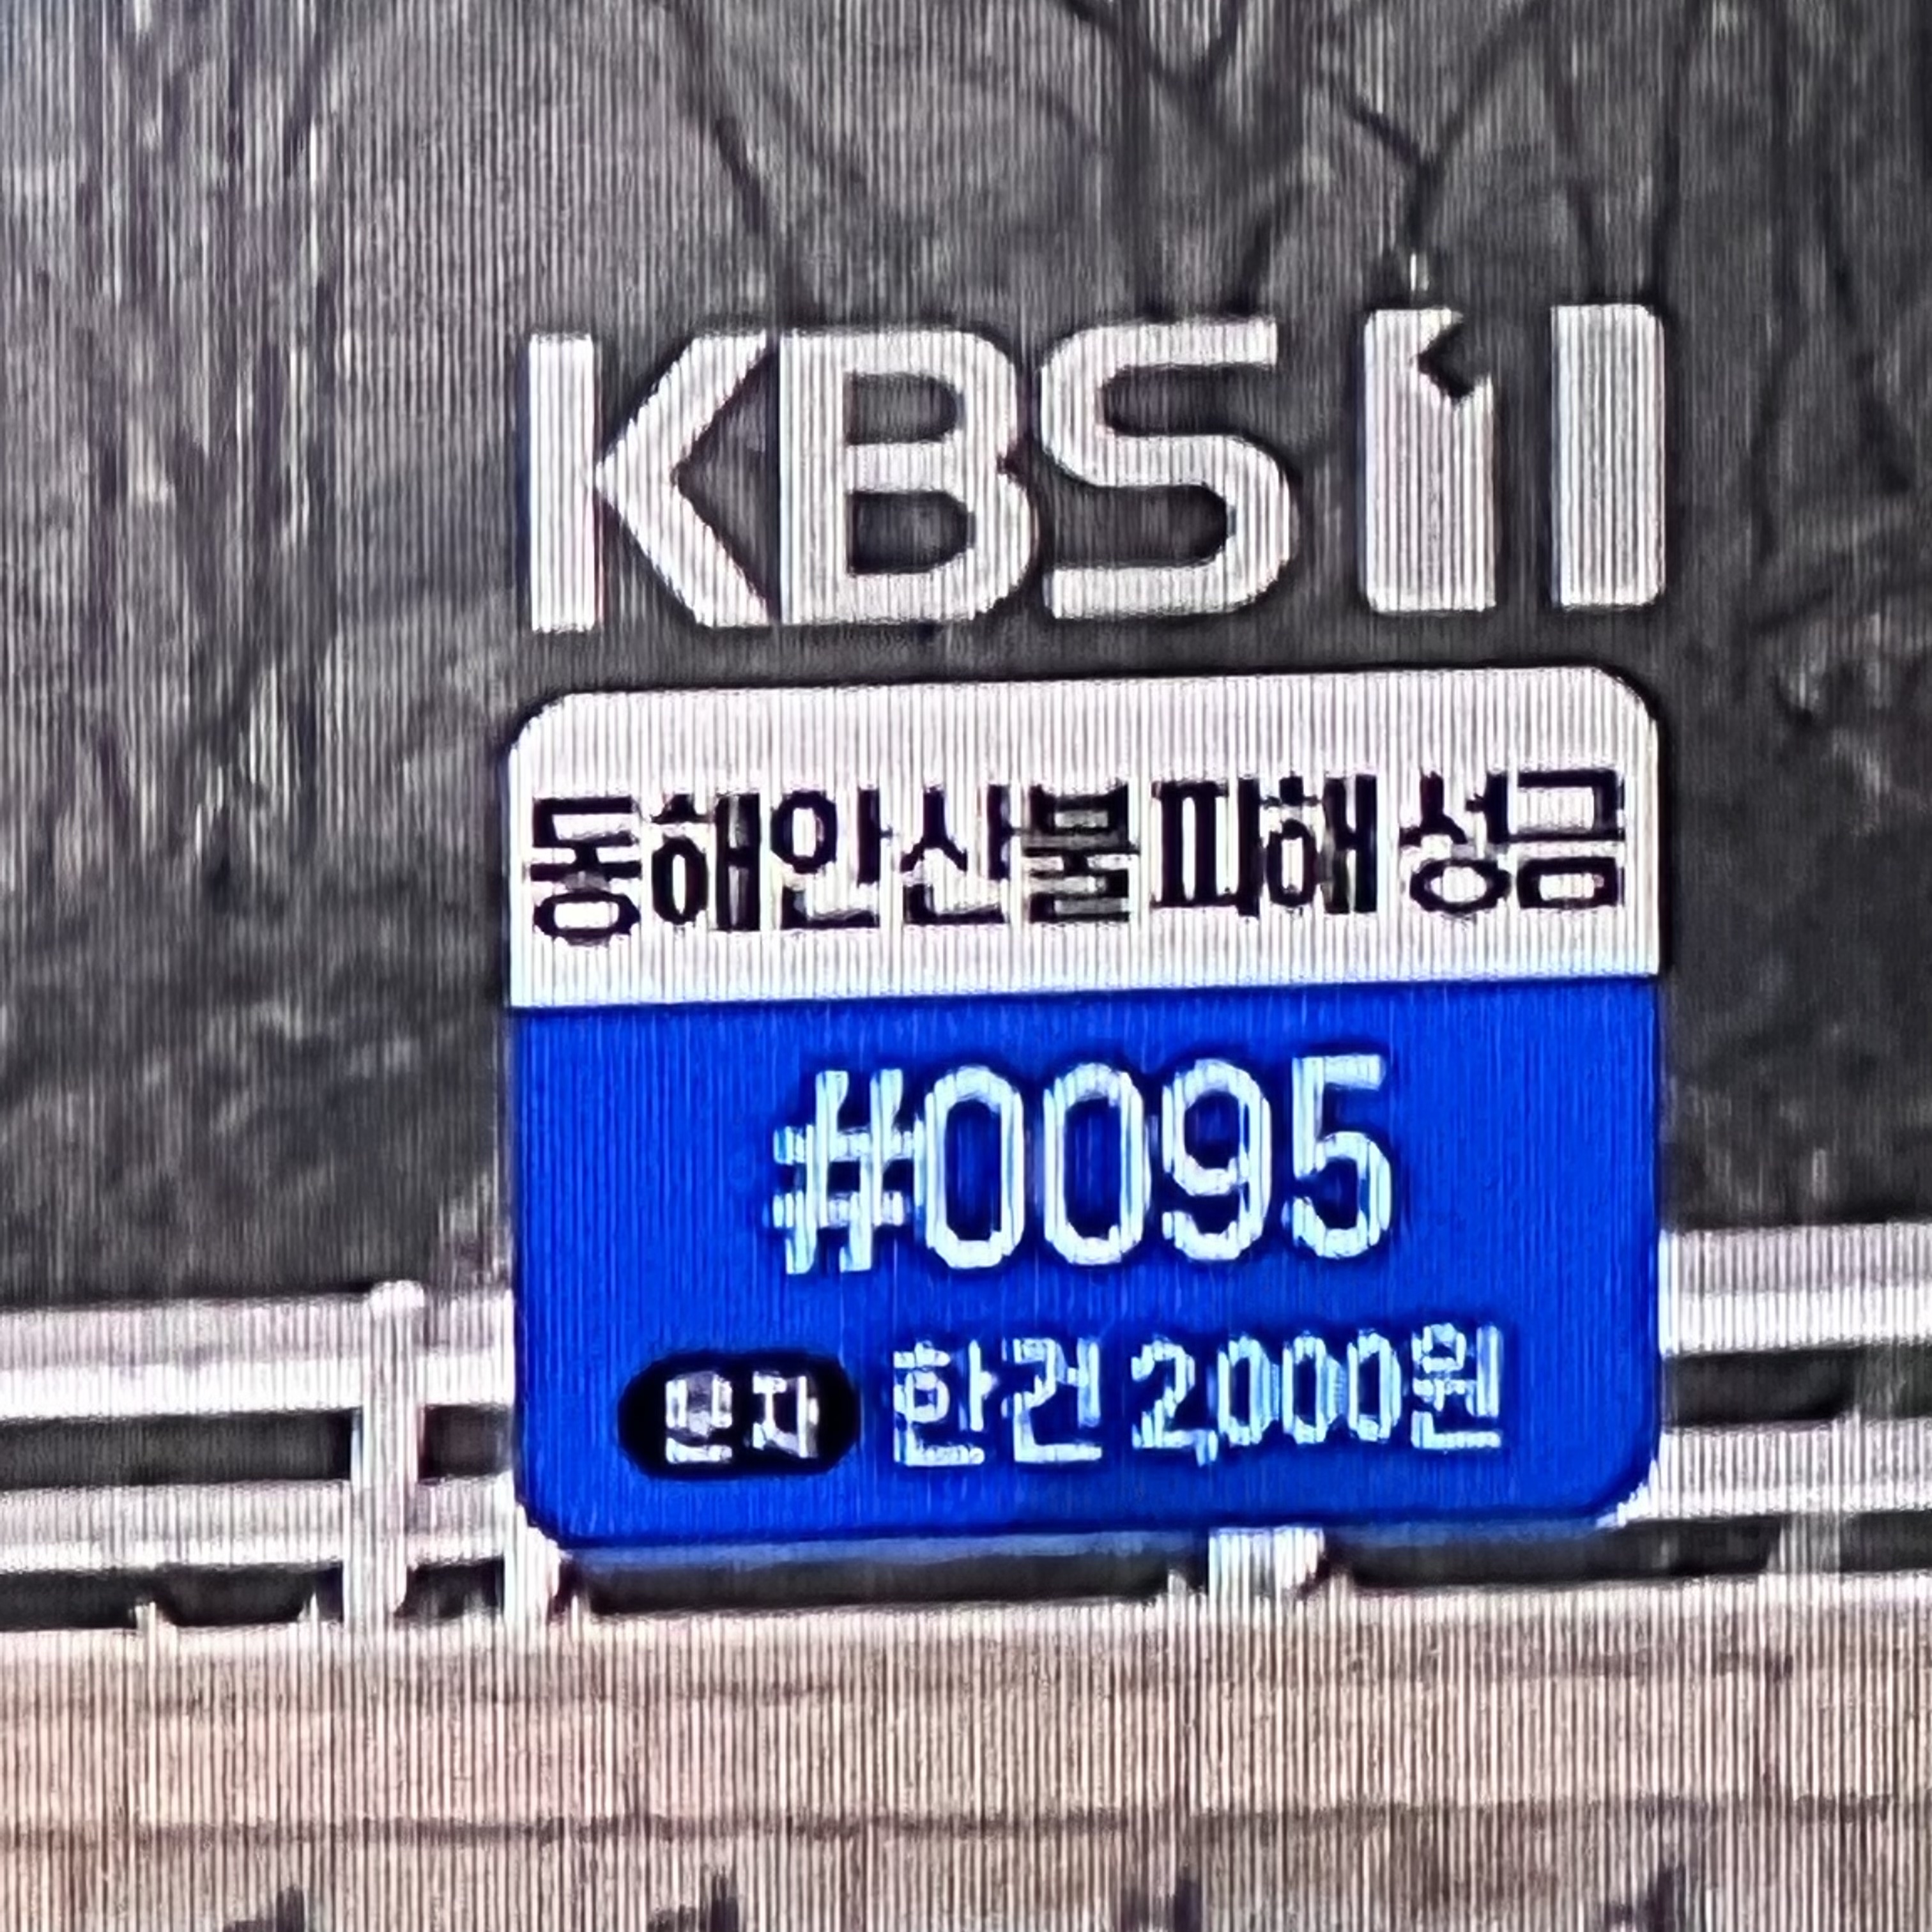 KBS 1
동해안 산불 피해 성금
#0095
문자 한 건 2,000원